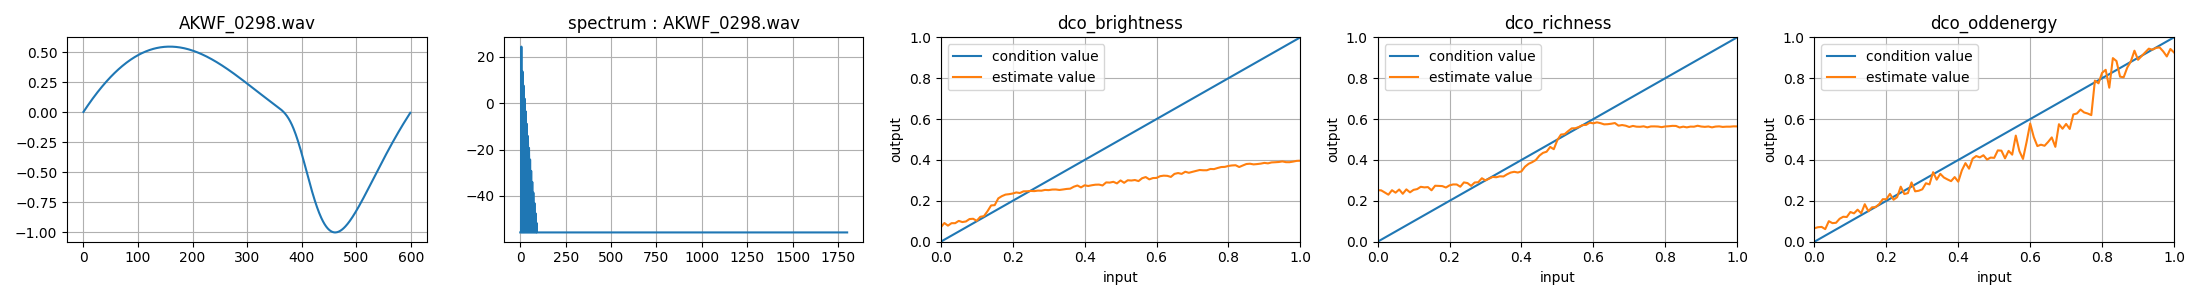 AKWF_0298.wav
0.50
0.25
0.00
−0.25
−0.50
−0.75
−1.00
0 100 200 300 400 500 600
spectrum : AKWF_0298.wav
20
0
−20
−40
0 250 500 750 1000 1250 1500 1750
dco_brightness
condition value
estimate value
output
1.0
0.8
0.6
0.4
0.2
0.0
0.0 0.2 0.4 0.6 0.8 1.0
input
dco_richness
condition value
estimate value
output
1.0
0.8
0.6
0.4
0.2
0.0
0.0 0.2 0.4 0.6 0.8 1.0
input
dco_oddenergy
condition value
estimate value
output
1.0
0.8
0.6
0.4
0.2
0.0
0.0 0.2 0.4 0.6 0.8 1.0
input